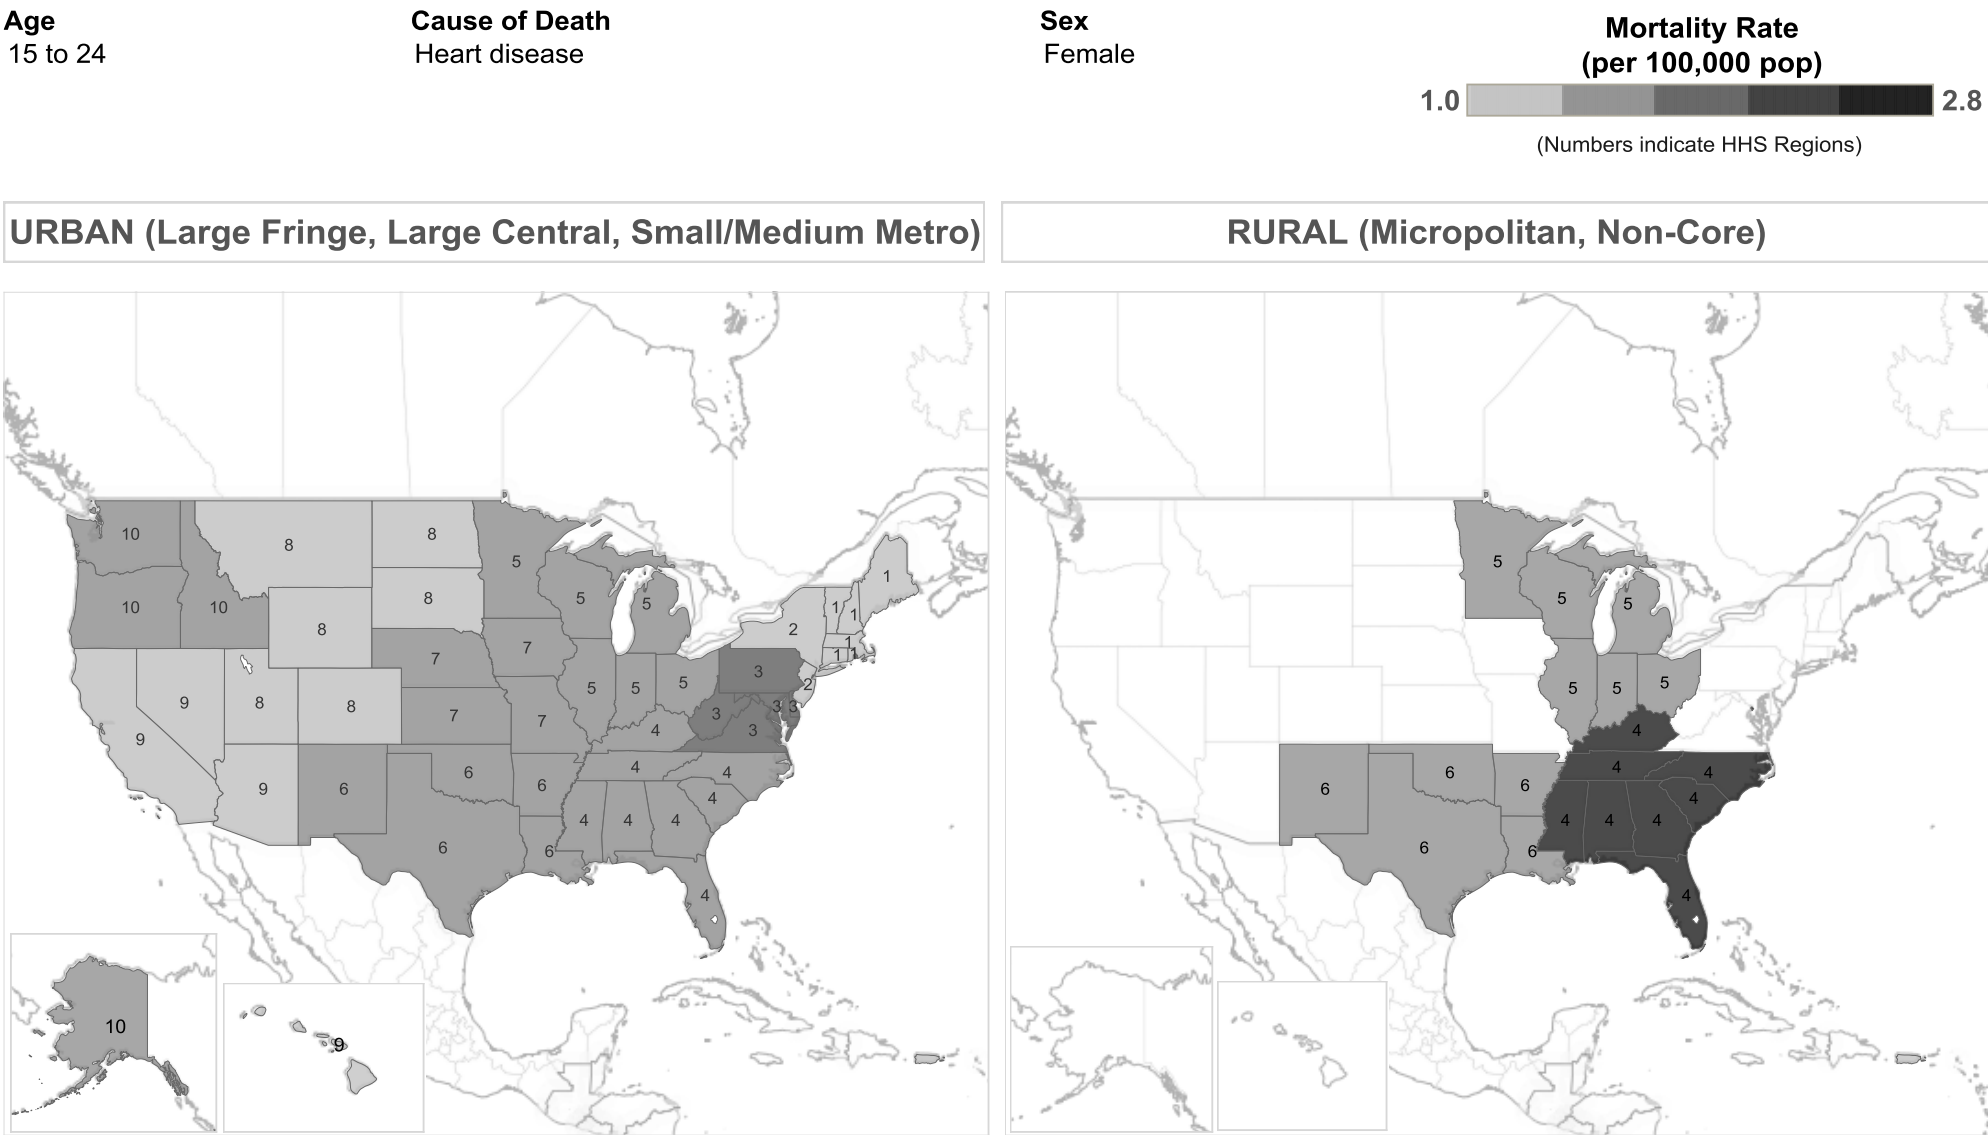 Age
15 to 24
Cause of Death
Heart disease
Sex
Female
Mortality Rate
(per 100,000 pop)
1.0 2.8
(Numbers indicate HHS Regions)
URBAN (Large Fringe, Large Central, Small/Medium Metro)
10 8 8 5
10 10 8 8 5 5 2 1 1 1
7 7 1 1 1
9 9 8 8 7 7 5 5 5 3 2
3 3 3 3
9 6 6 6 4 4 4 4
6 6 4 4 4
4
10
9
RURAL (Micropolitan, Non-Core)
5
5 5
5 5 5
4
6 6 6 4 4
4
6 6 4 4 4
4